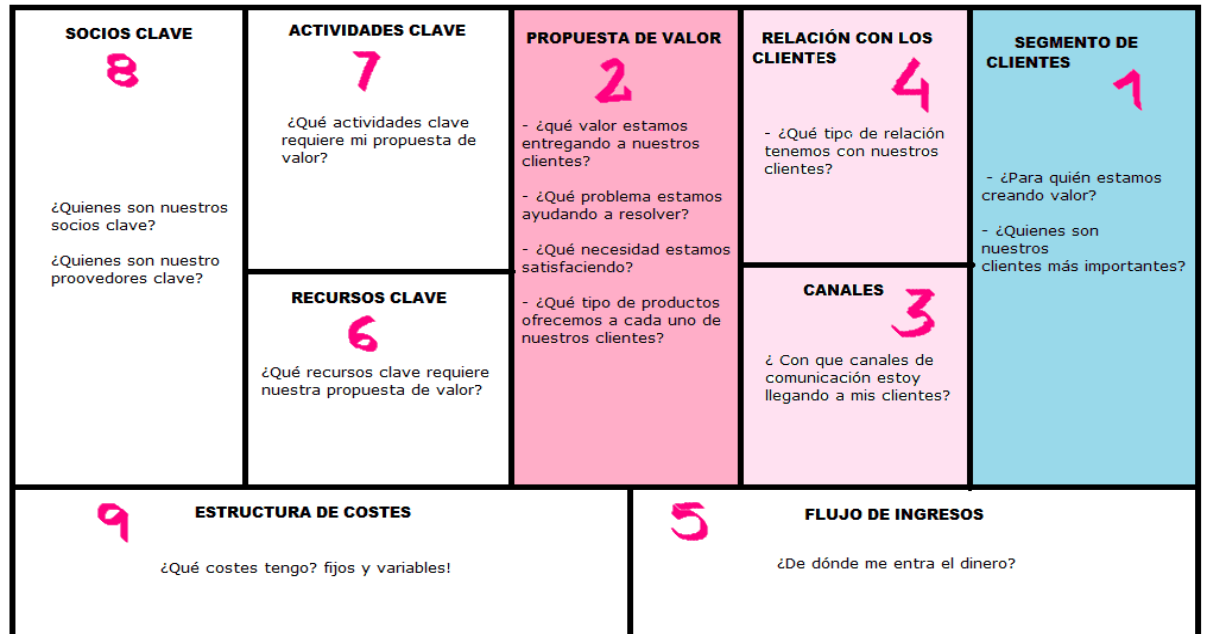 SOCIOS CLAVE
8
¿Quienes son nuestros
socios clave?
¿Quienes son nuestro
proovedores clave?
ACTIVIDADES CLAVE
7
¿Qué actividades clave
requiere mi propuesta de
valor?
RECURSOS CLAVE
6
¿Qué recursos clave requiere
nuestra propuesta de valor?
PROPUESTA DE VALOR
2
- ¿qué valor estamos
entregando a nuestros
clientes?
- ¿Qué problema estamos
ayudando a resolver?
- ¿Qué necesidad estamos
satisfaciendo?
- ¿Qué tipo de productos
ofrecemos a cada uno de
nuestros clientes?
RELACIÓN CON LOS
CLIENTES
4
- ¿Qué tipo de relación
tenemos con nuestros
clientes?
CANALES
3
¿ Con que canales de
comunicación estoy
llegando a mis clientes?
SEGMENTO DE
CLIENTES
1
- ¿Para quién estamos
creando valor?
- ¿Quienes son
nuestros
clientes más importantes?
9
ESTRUCTURA DE COSTES
¿Qué costes tengo? fijos y variables!
5
FLUJO DE INGRESOS
¿De dónde me entra el dinero?